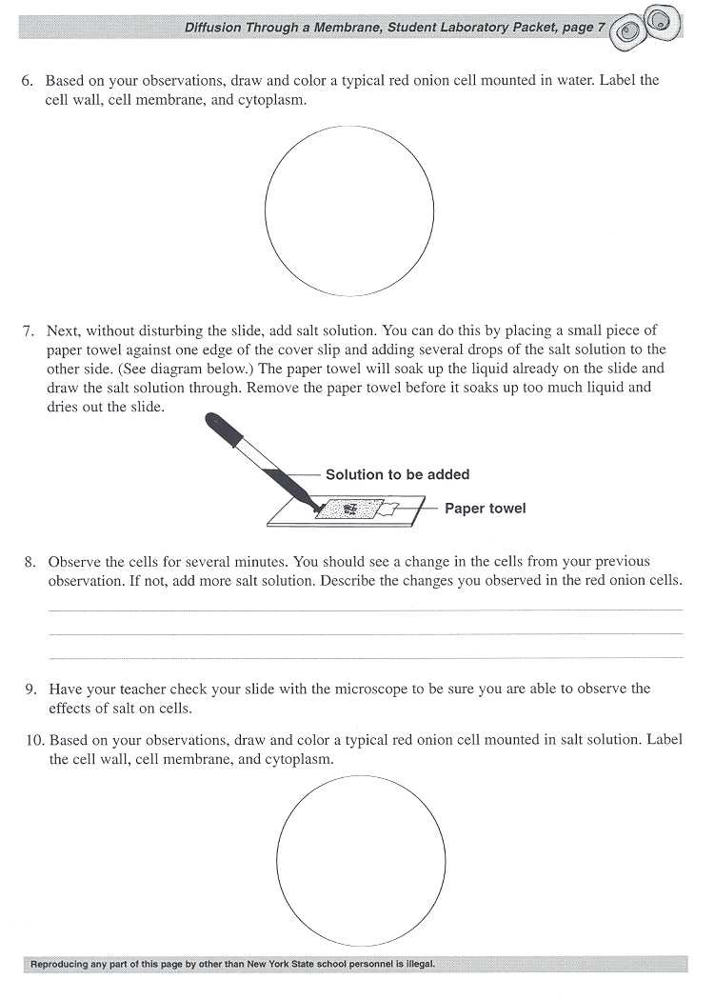 Diffusion Through a Membrane, Student Laboratory Packet, page 7
6. Based on your observations, draw and color a typical red onion cell mounted in water. Label the
cell wall, cell membrane, and cytoplasm.
7. Next, without disturbing the slide, add salt solution. You can do this by placing a small piece of
paper towel against one edge of the cover slip and adding several drops of the salt solution to the
other side. (See diagram below.) The paper towel will soak up the liquid already on the slide and
draw the salt solution through. Remove the paper towel before it soaks up too much liquid and
dries out the slide.
Solution to be added
Paper towel
8. Observe the cells for several minutes. You should see a change in the cells from your previous
observation. If not, add more salt solution. Describe the changes you observed in the red onion cells.
9. Have your teacher check your slide with the microscope to be sure you are able to observe the
effects of salt on cells.
10. Based on your observations, draw and color a typical red onion cell mounted in salt solution. Label
the cell wall, cell membrane, and cytoplasm.
Reproducing any part of this page by other than New York State school personnel is illegal.